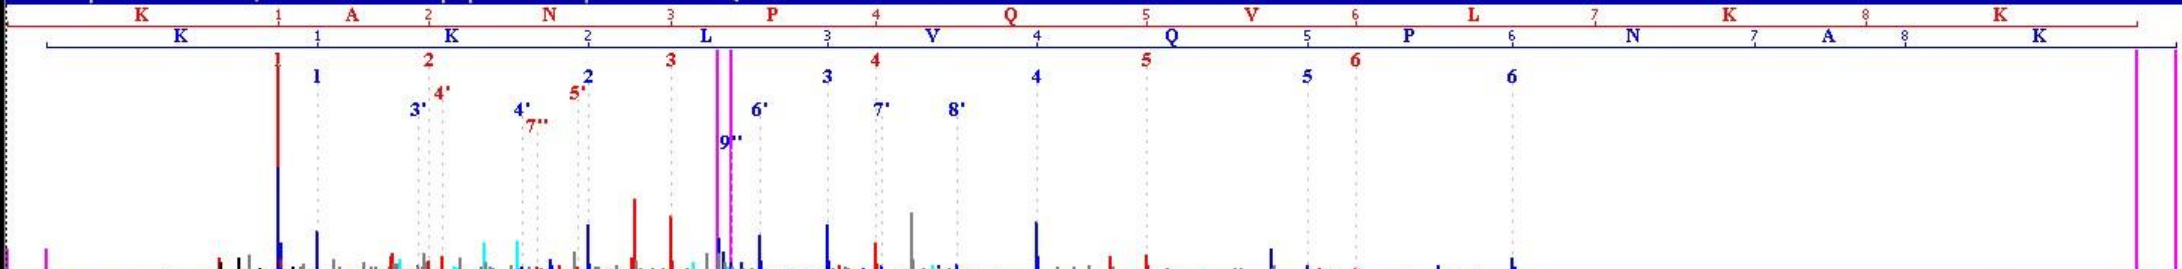 K 1 A 2 N 3 P 4 Q 5 V 6 L 7 K 8 K
K 1 K 2 L 3 V 4 Q 5 P 6 N 7 A 8 K
1 2 3 4 5 6
1 2 3 4 5 6
4' 5'
3' 4' 6' 7' 8'
7''
9''